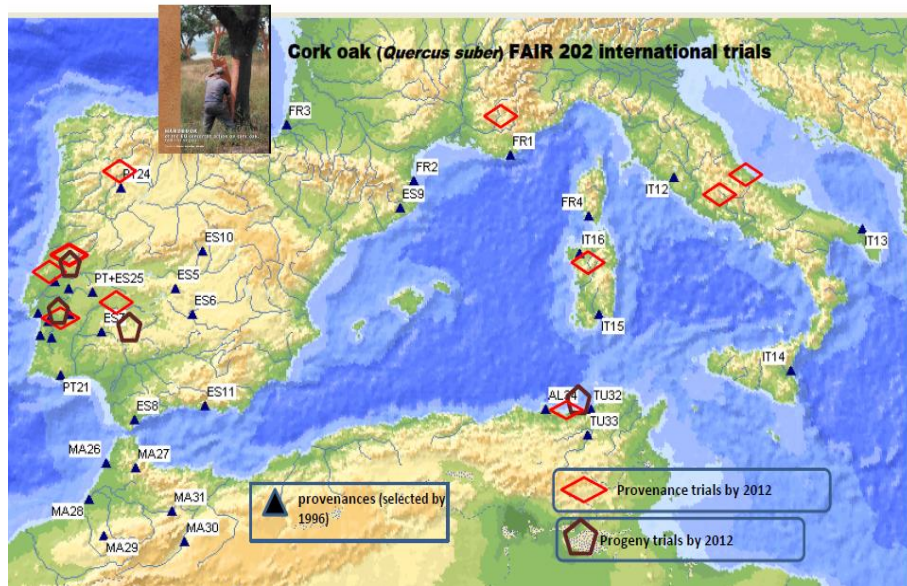 Cork oak (Quercus suber) FAIR 202 international trials
HANDBOOK
FR3
FR1
PT24
FR2
IT12
ES9
FR4
IT13
ES10
IT16
PT+ES25
ES5
ES6
ES7
IT15
IT14
PT21
ES11
AL34
TU32
ES8
TU33
MA26
MA27
MA31
MA28
MA30
MA29
provenances (selected by
1996)
Provenance trials by 2012
Progeny trials by 2012